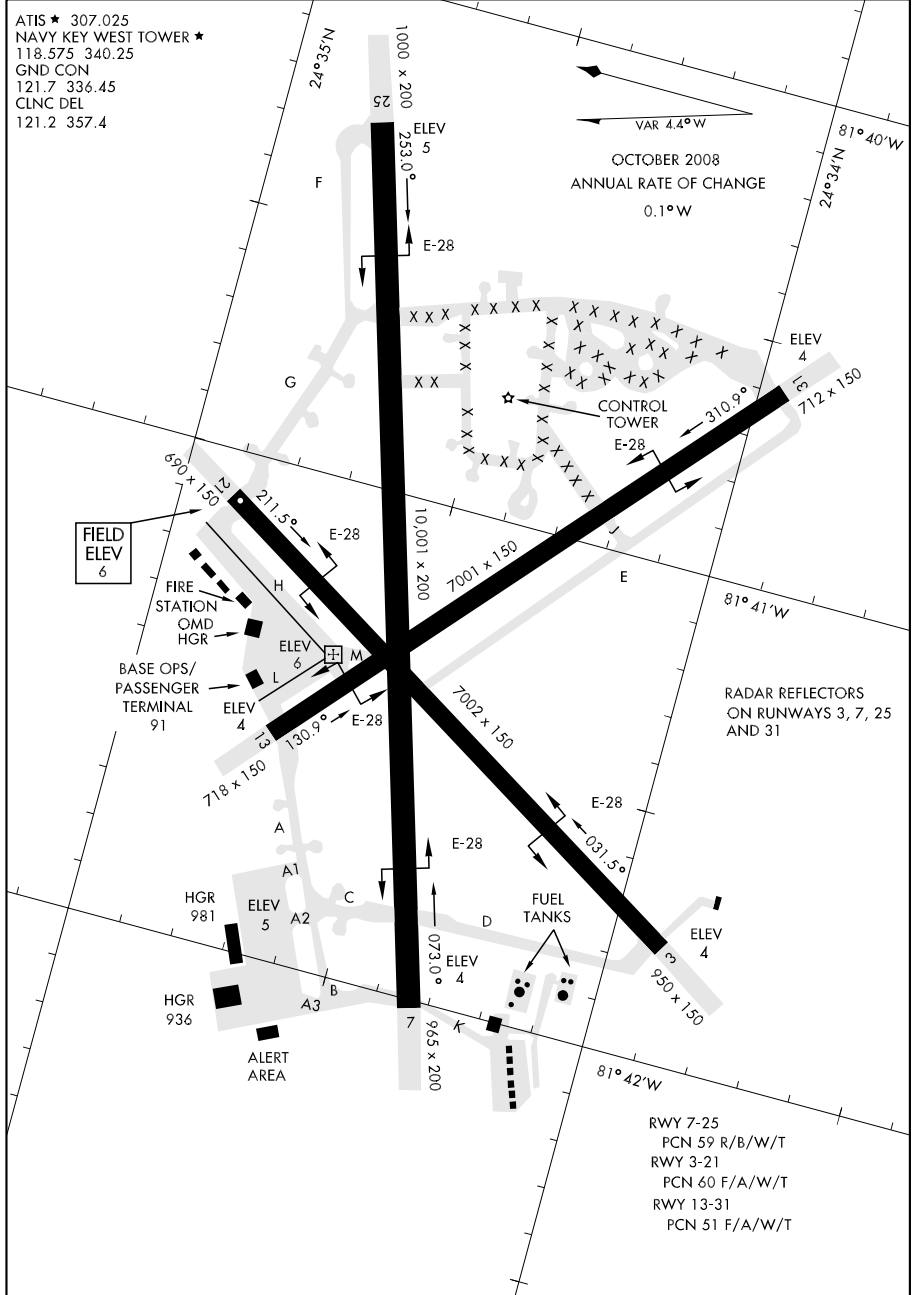 ATIS ★ 307.025
NAVY KEY WEST TOWER ★
118.575 340.25
GND CON
121.7 336.45
CLNC DEL
121.2 357.4
24°35'N
1000 x 200
25
ELEV
5
253.0°
VAR 4.4°W
81°40'W
OCTOBER 2008
ANNUAL RATE OF CHANGE
0.1°W
24°34'N
F
E-28
X X X X X X X
X X X X X X
X X
G
CONTROL
TOWER
ELEV
4
31
712 x 150
310.9°
E-28
690 x 150
21
211.5°
E-28
FIELD
ELEV
6
10,001 x 200
7001 x 150
J
E
H
FIRE
STATION
OMD
HGR
ELEV
6
M
81°41'W
BASE OPS/
PASSENGER
TERMINAL
91
L
ELEV
4
13
130.9°
E-28
718 x 150
7002 x 150
RADAR REFLECTORS
ON RUNWAYS 3, 7, 25
AND 31
E-28
031.5°
A
E-28
A1
HGR
981
ELEV
5
A2
C
D
FUEL
TANKS
ELEV
4
3
950 x 150
073.0°
ELEV
4
HGR
936
A3
B
7
965 x 200
K
ALERT
AREA
81°42'W
RWY 7-25
PCN 59 R/B/W/T
RWY 3-21
PCN 60 F/A/W/T
RWY 13-31
PCN 51 F/A/W/T